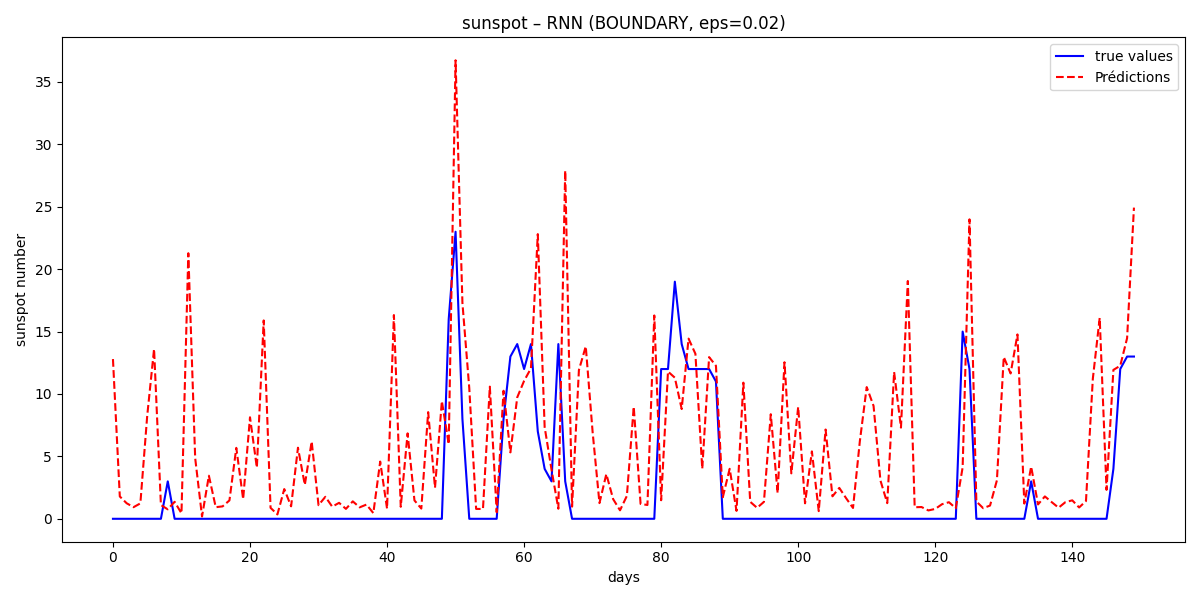 sunspot – RNN (BOUNDARY, eps=0.02)
true values
Prédictions
sunspot number
35
30
25
20
15
10
5
0
0 20 40 60 80 100 120 140
days